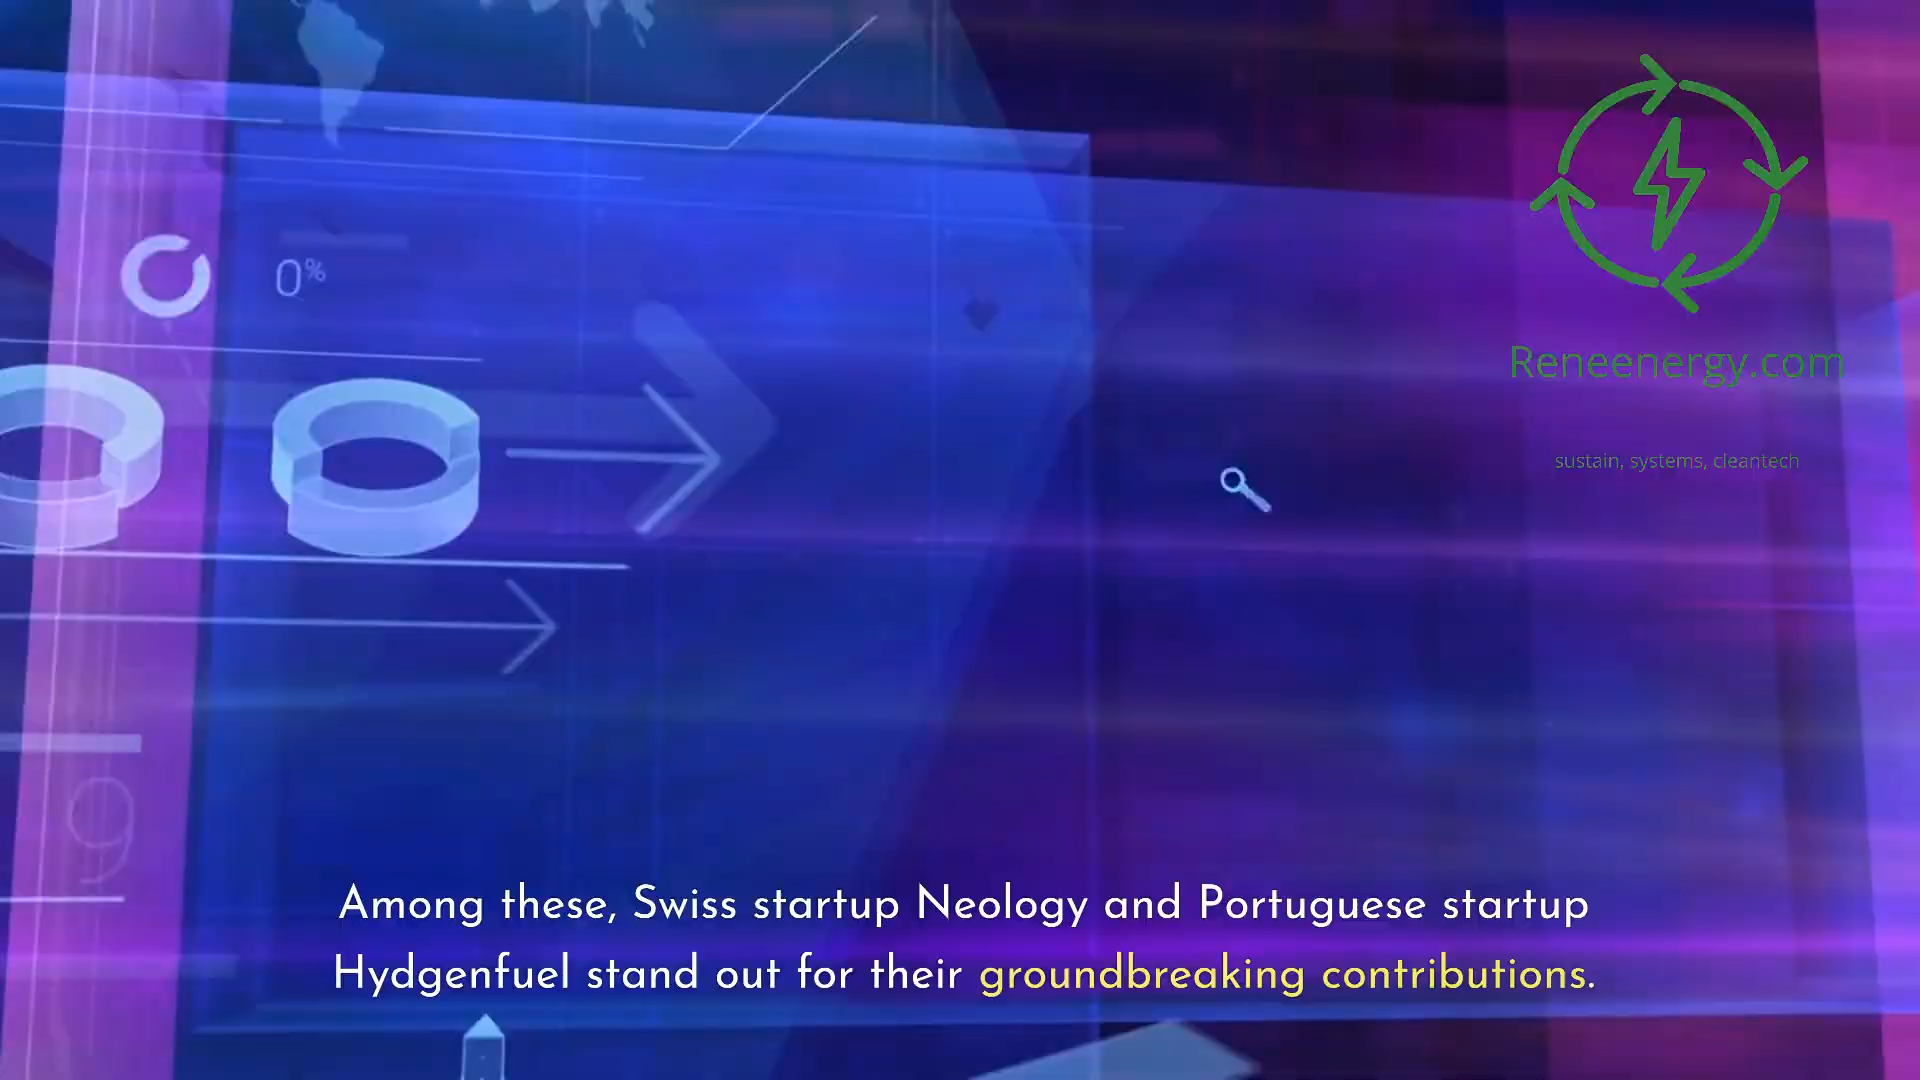 0%
Reneenergy.com
sustain, systems, cleantech
9
Among these, Swiss startup Neology and Portuguese startup
Hydgenfuel stand out for their groundbreaking contributions.